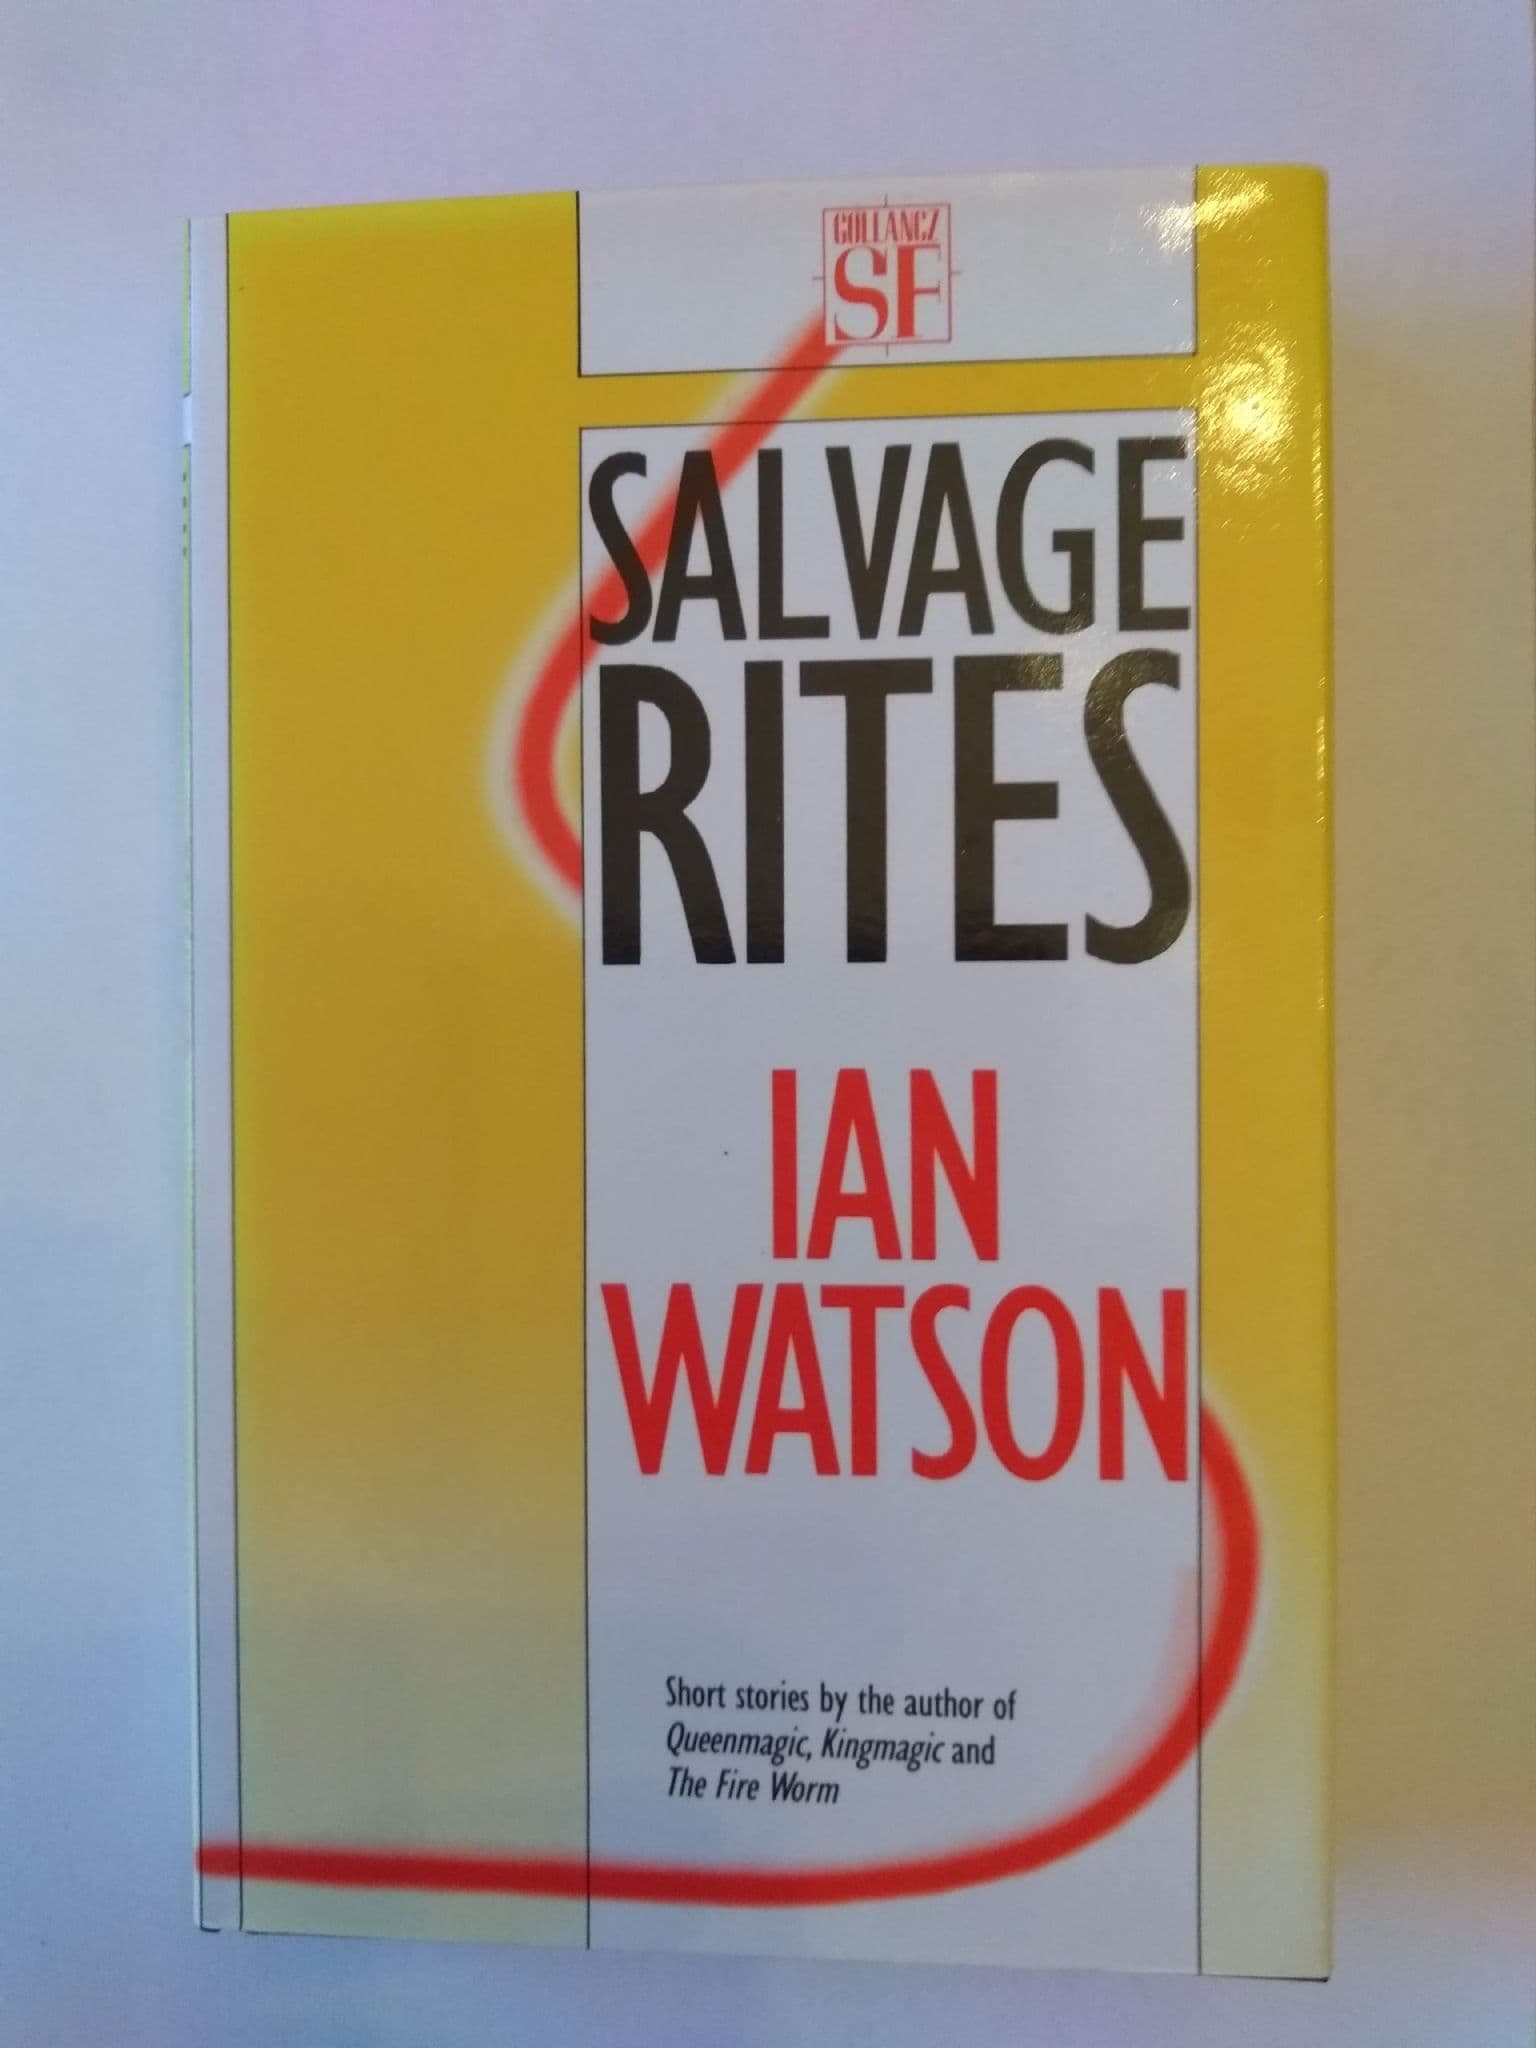 GOLLANCZ
SF
SALVAGE
RITES
IAN
WATSON
Short stories by the author of
Queenmagic, Kingmagic and
The Fire Worm